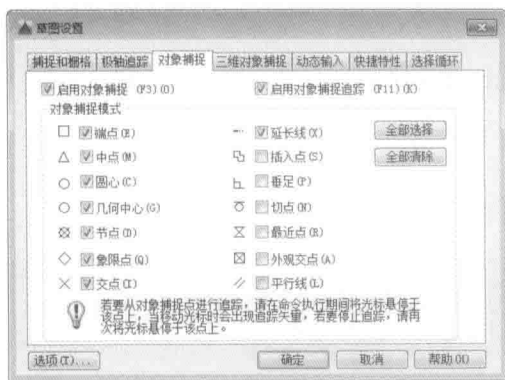 草图设置
捕捉和栅格 极轴追踪 对象捕捉 三维对象捕捉 动态输入 快捷特性 选择循环
启用对象捕捉 (F3)(O) 启用对象捕捉追踪 (F11)(K)
对象捕捉模式
端点(E) 延长线(X) 全部选择
中点(M) 插入点(S) 全部清除
圆心(C) 垂足(P)
几何中心(G) 切点(N)
节点(D) 最近点(R)
象限点(Q) 外观交点(A)
交点(I) 平行线(L)
若要从对象捕捉点进行追踪，请在命令执行期间将光标悬停于
该点上，当移动光标时会出现追踪矢量，若要停止追踪，请再
次将光标悬停于该点上。
选项(T)... 确定 取消 帮助(H)